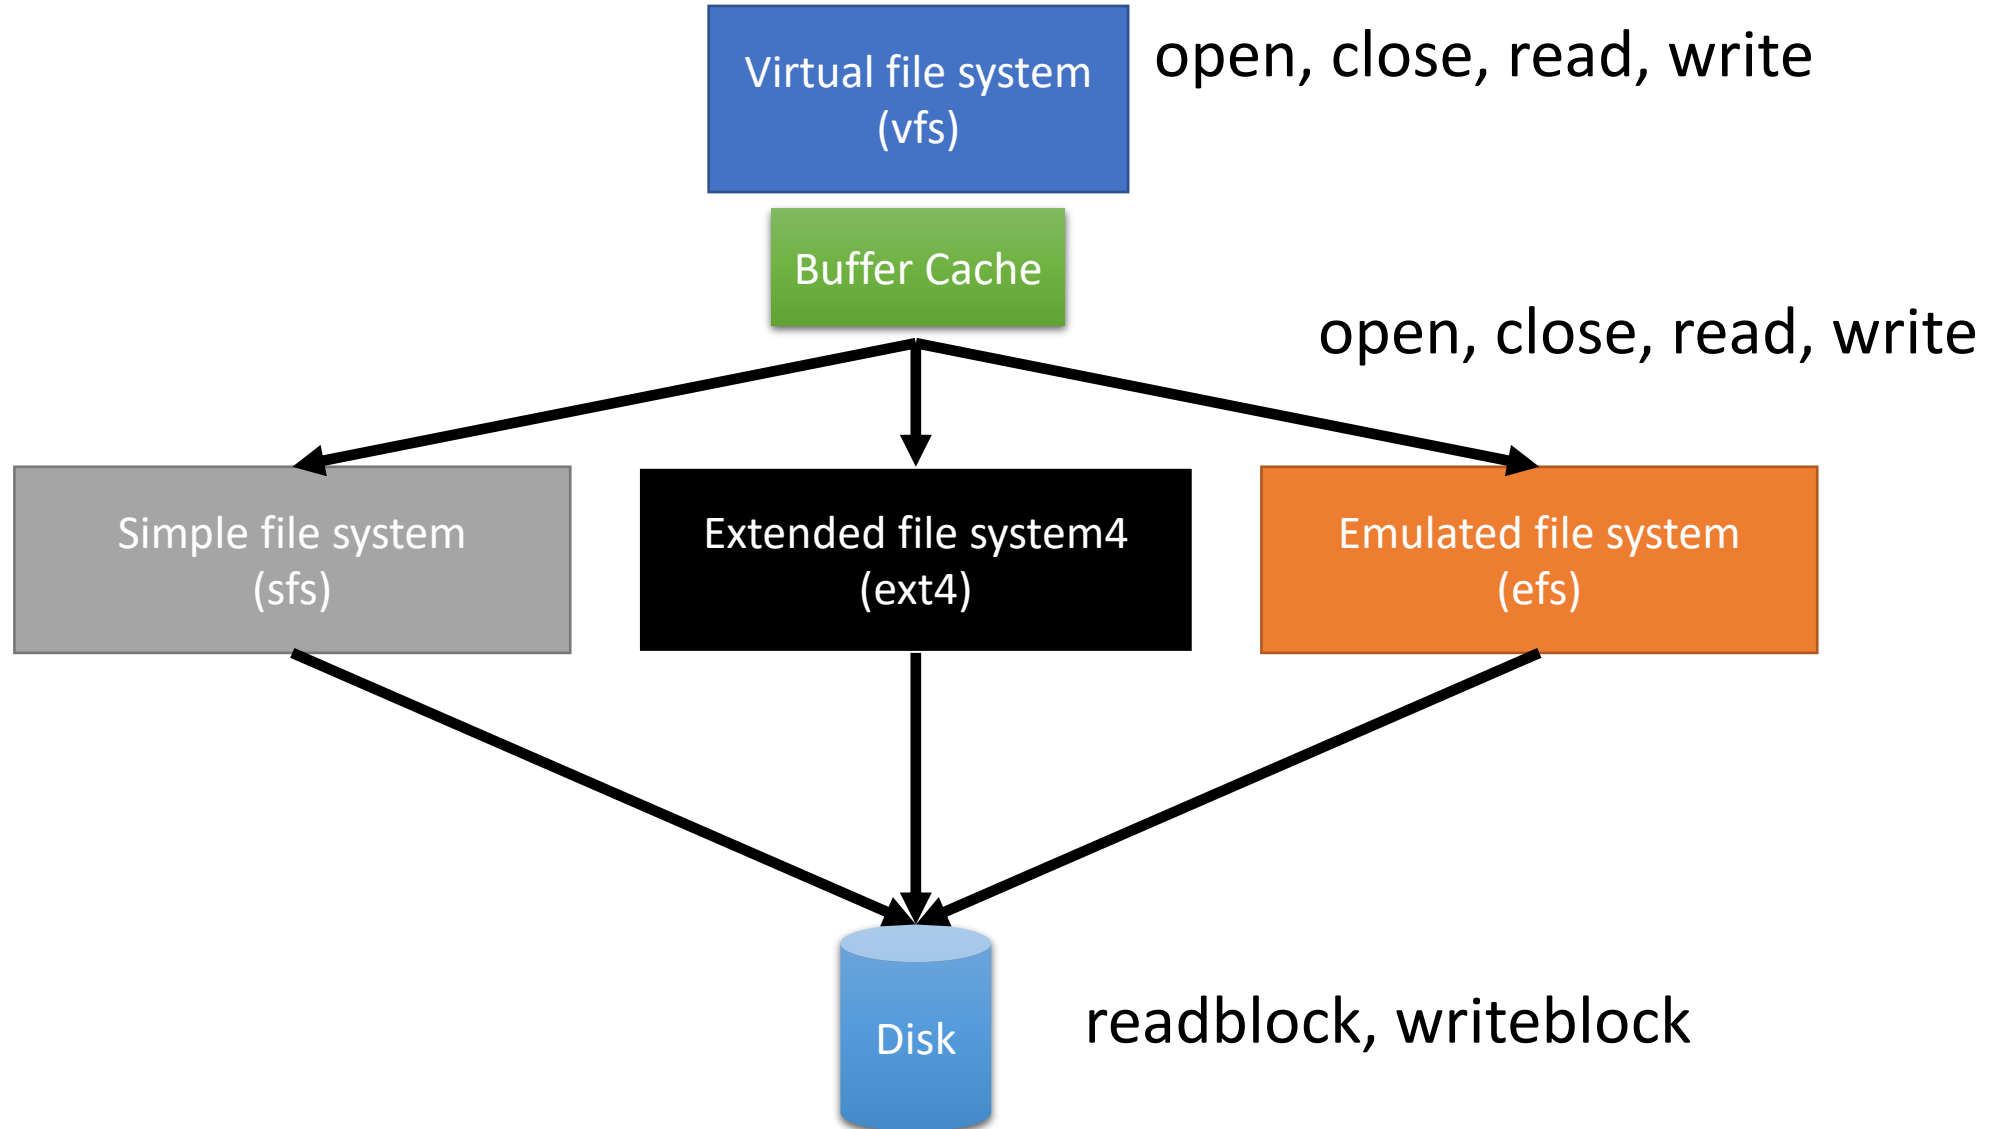 Virtual file system
(vfs)
open, close, read, write
Buffer Cache
open, close, read, write
Simple file system
(sfs)
Extended file system4
(ext4)
Emulated file system
(efs)
Disk
readblock, writeblock